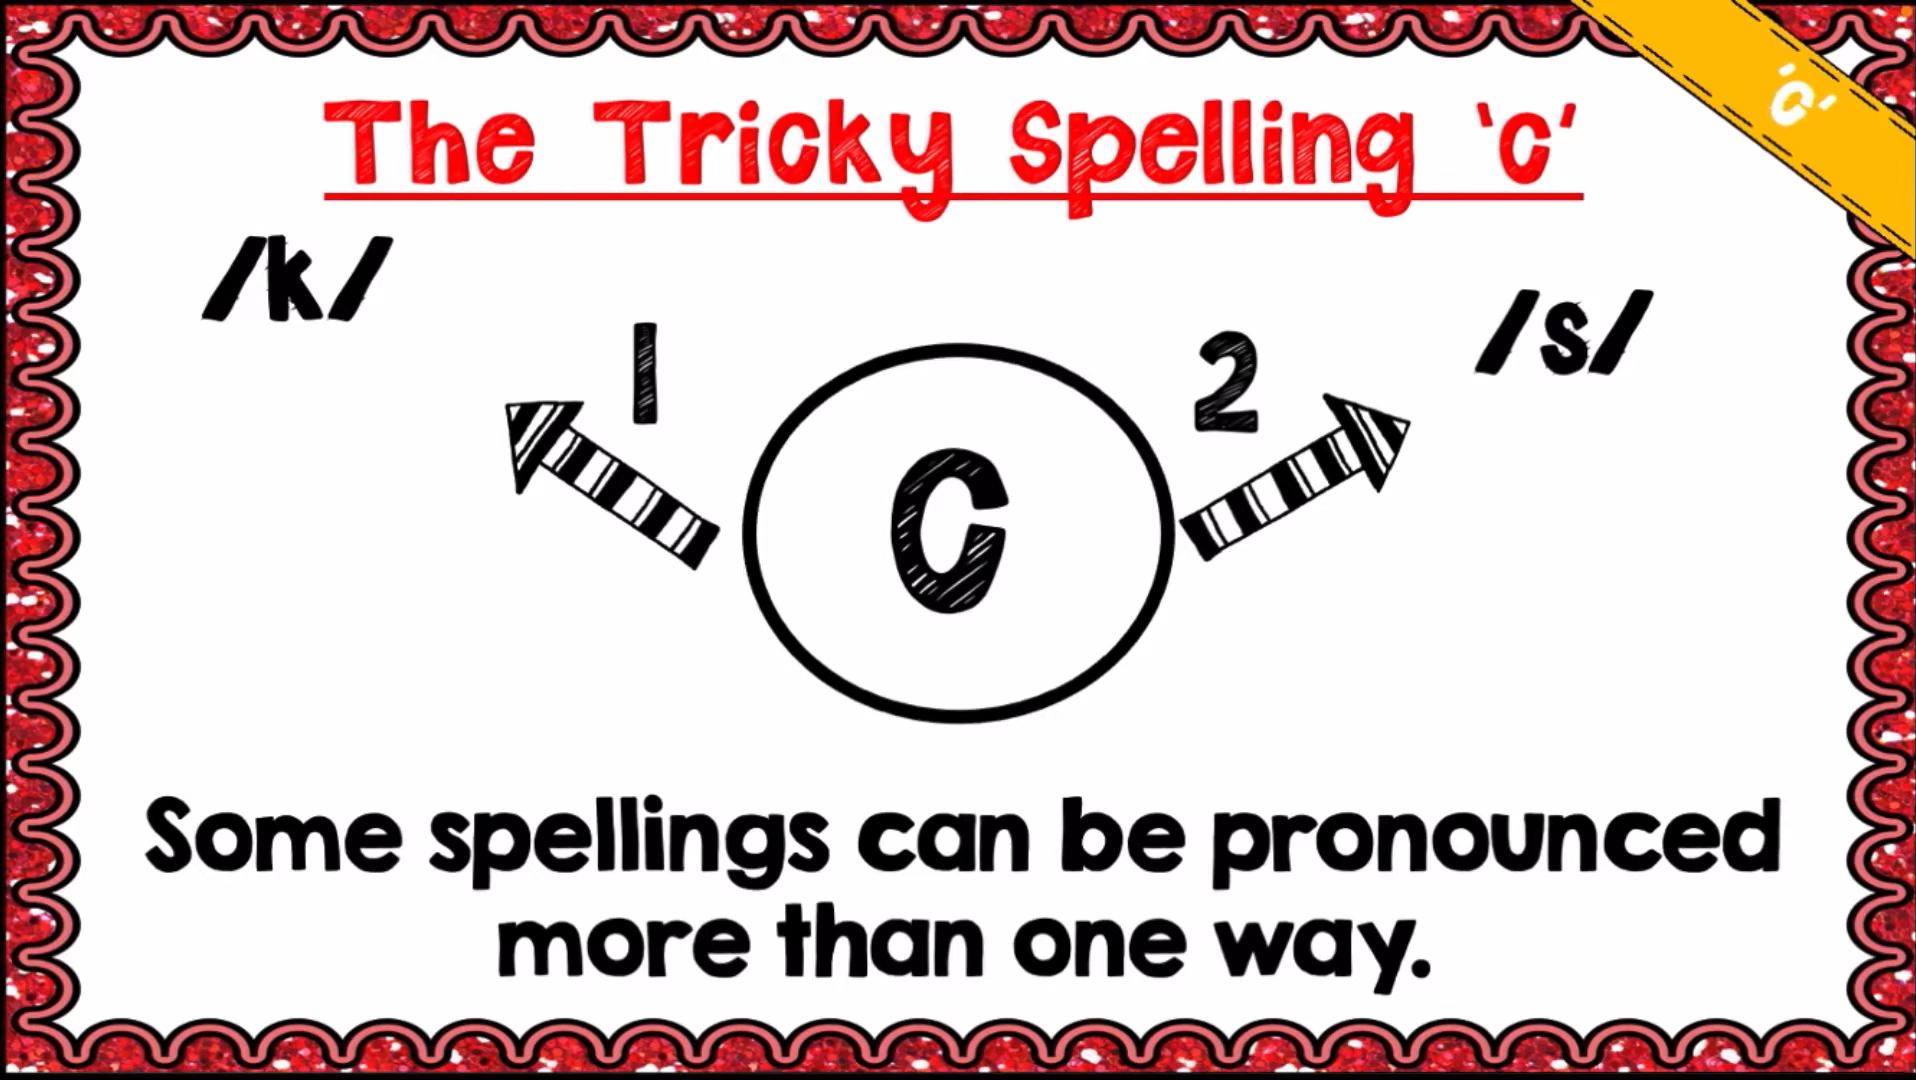 The Tricky Spelling 'c'
'c'
/k/
/s/
1
2
c
Some spellings can be pronounced
more than one way.